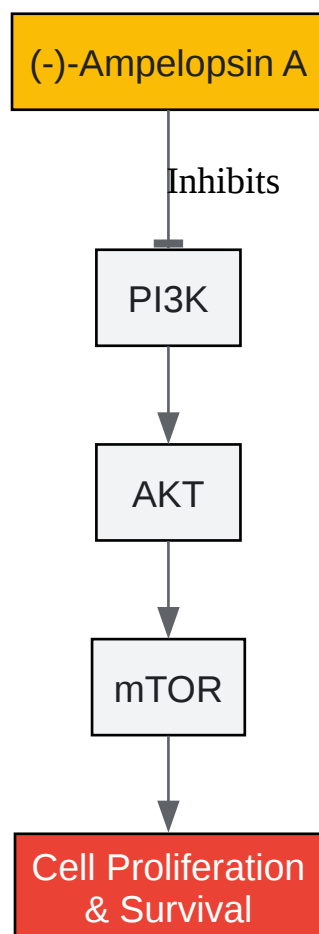 (-)-Ampelopsin A
Inhibits
PI3K
AKT
mTOR
Cell Proliferation
& Survival